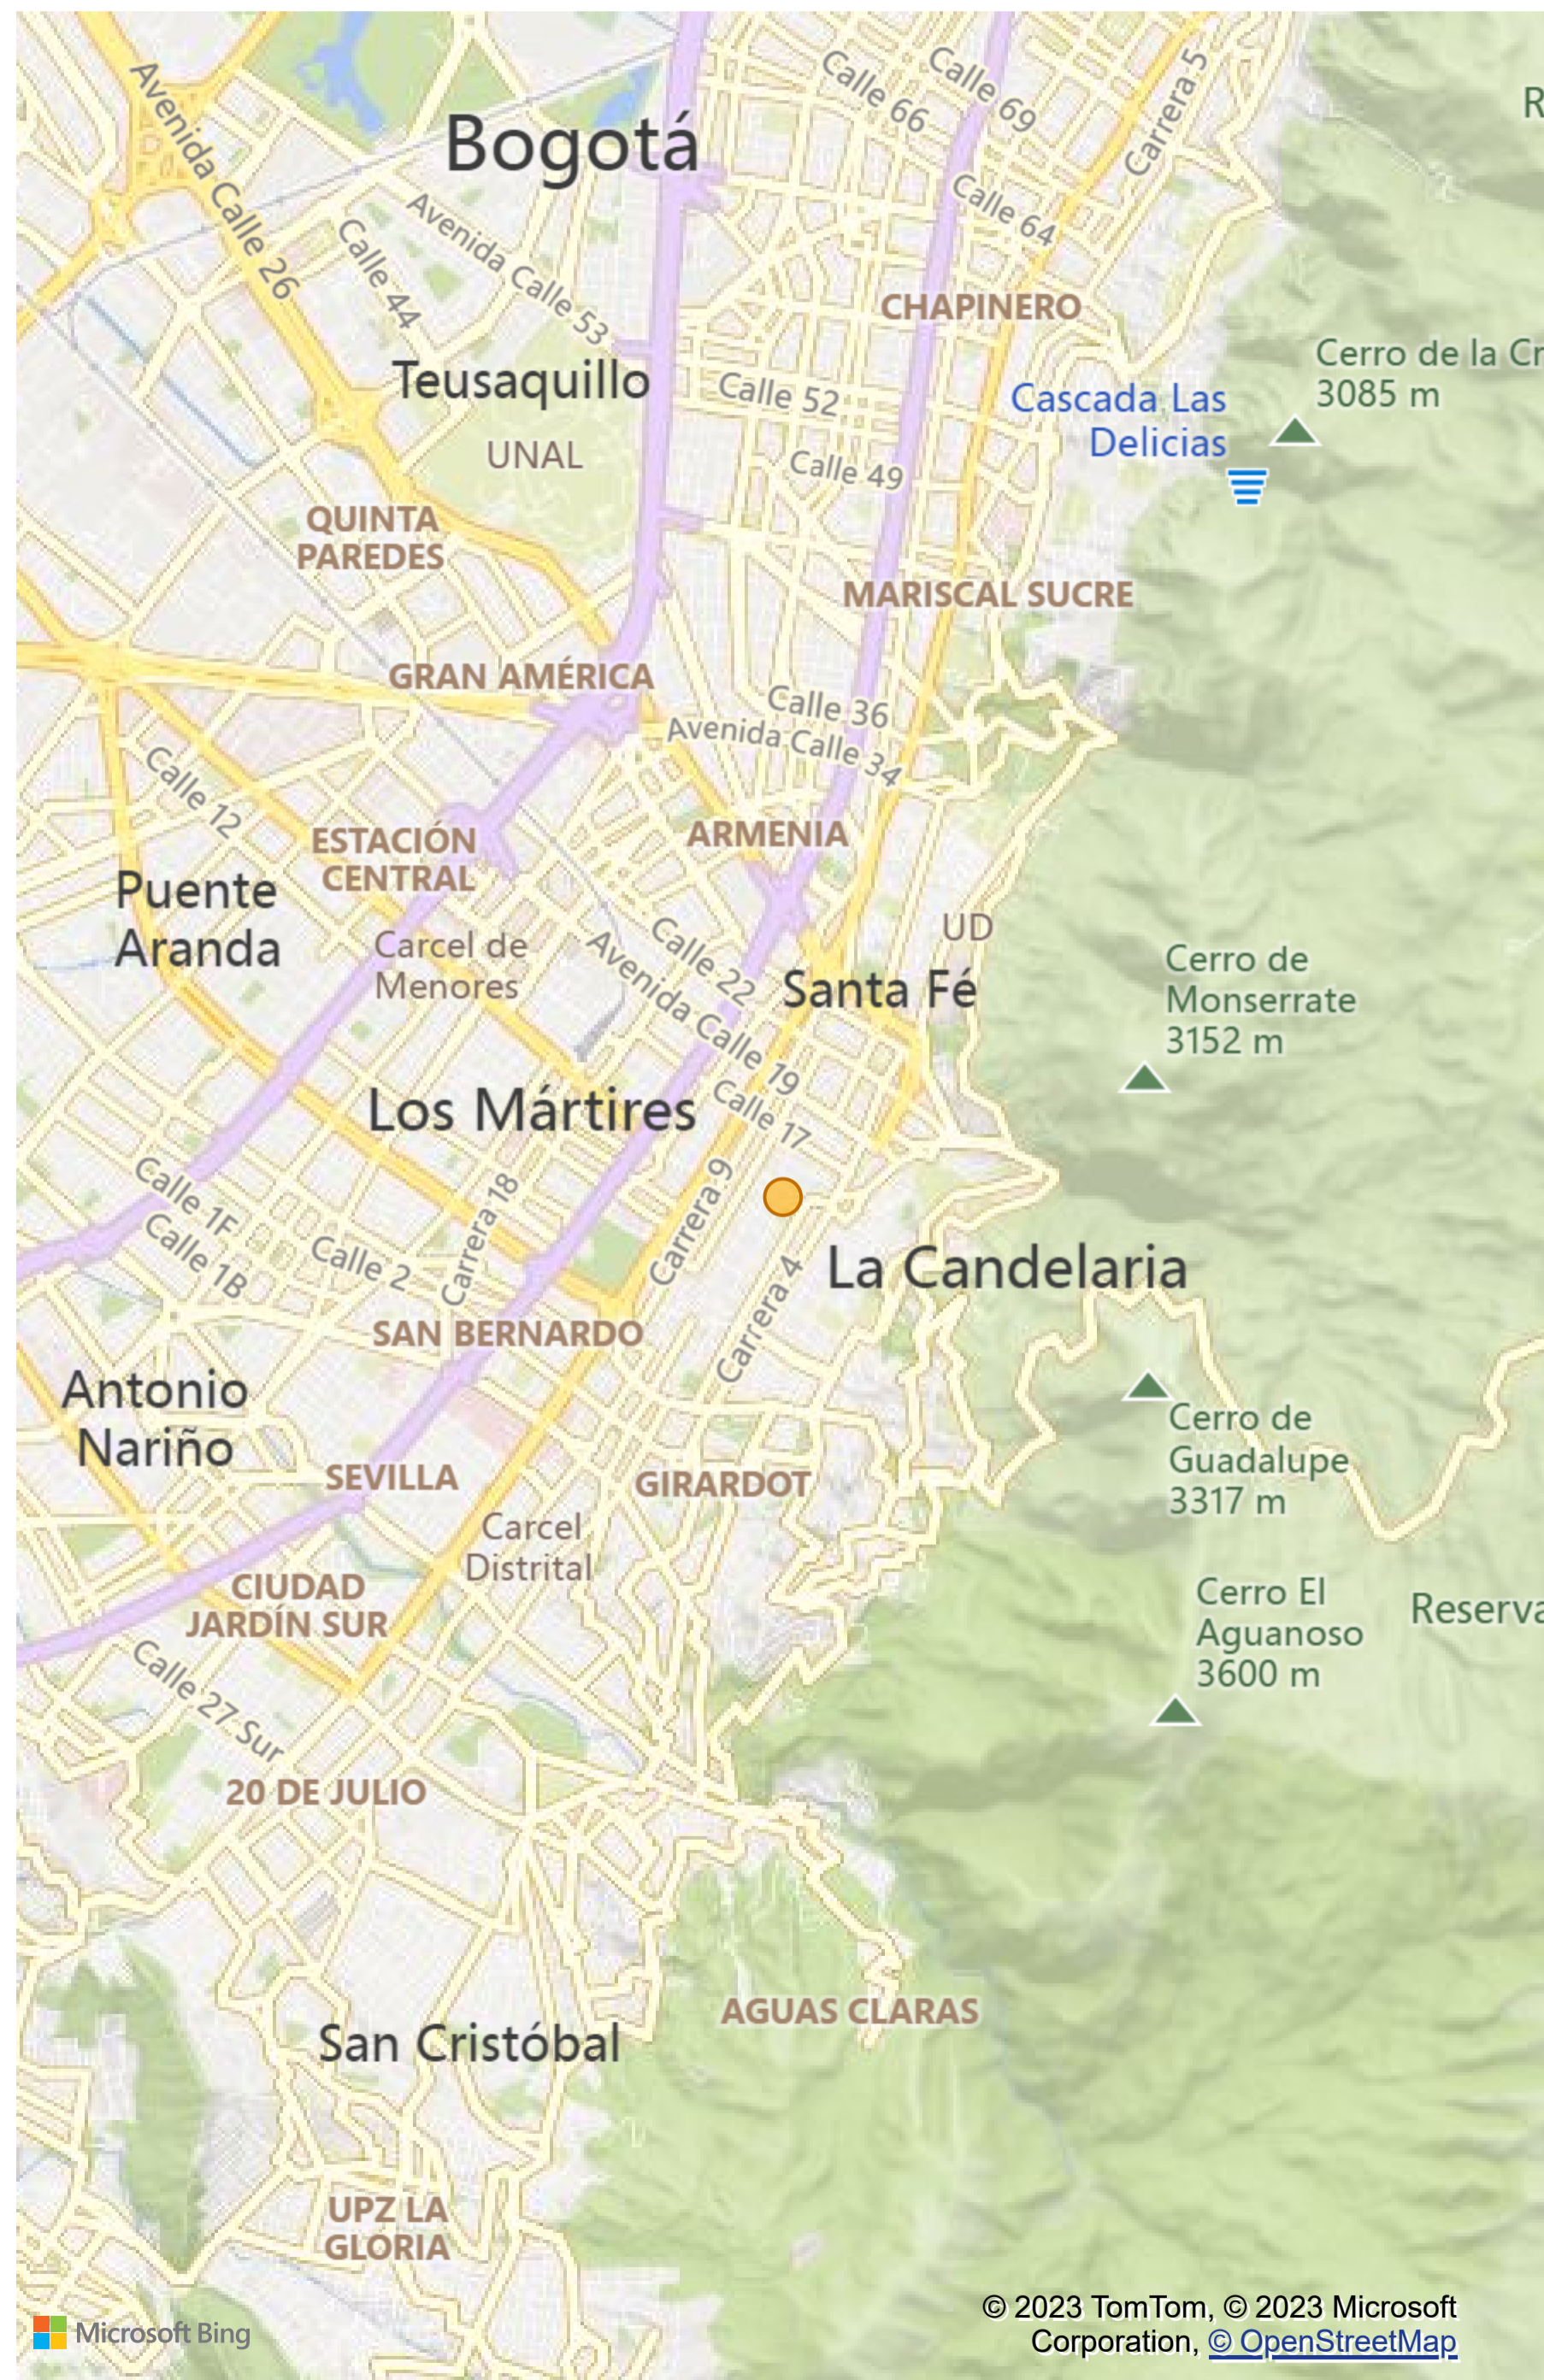 Avenida Calle 26
Calle 66
Calle 69
Carrera 5
R
Bogotá
Calle 44
Avenida Calle 53
Calle 64
CHAPINERO
Cerro de la Cr
3085 m
Teusaquillo
Calle 52
Cascada Las
Delicias
UNAL
Calle 49
QUINTA
PAREDES
MARISCAL SUCRE
GRAN AMÉRICA
Calle 36
Avenida Calle 34
Calle 12
ESTACIÓN
CENTRAL
ARMENIA
Puente
Aranda
Carcel de
Menores
Calle 22
Avenida Calle 19
UD
Santa Fé
Cerro de
Monserrate
3152 m
Los Mártires
Calle 17
Calle 1F
Calle 1B
Calle 2
Carrera 18
Carrera 9
Carrera 4
La Candelaria
SAN BERNARDO
Antonio
Nariño
Cerro de
Guadalupe
3317 m
SEVILLA
GIRARDOT
Carcel
Distrital
CIUDAD
JARDÍN SUR
Cerro El
Aguanoso
3600 m
Reserva
Calle 27 Sur
20 DE JULIO
AGUAS CLARAS
San Cristóbal
UPZ LA
GLORIA
Microsoft Bing
© 2023 TomTom, © 2023 Microsoft
Corporation, © OpenStreetMap